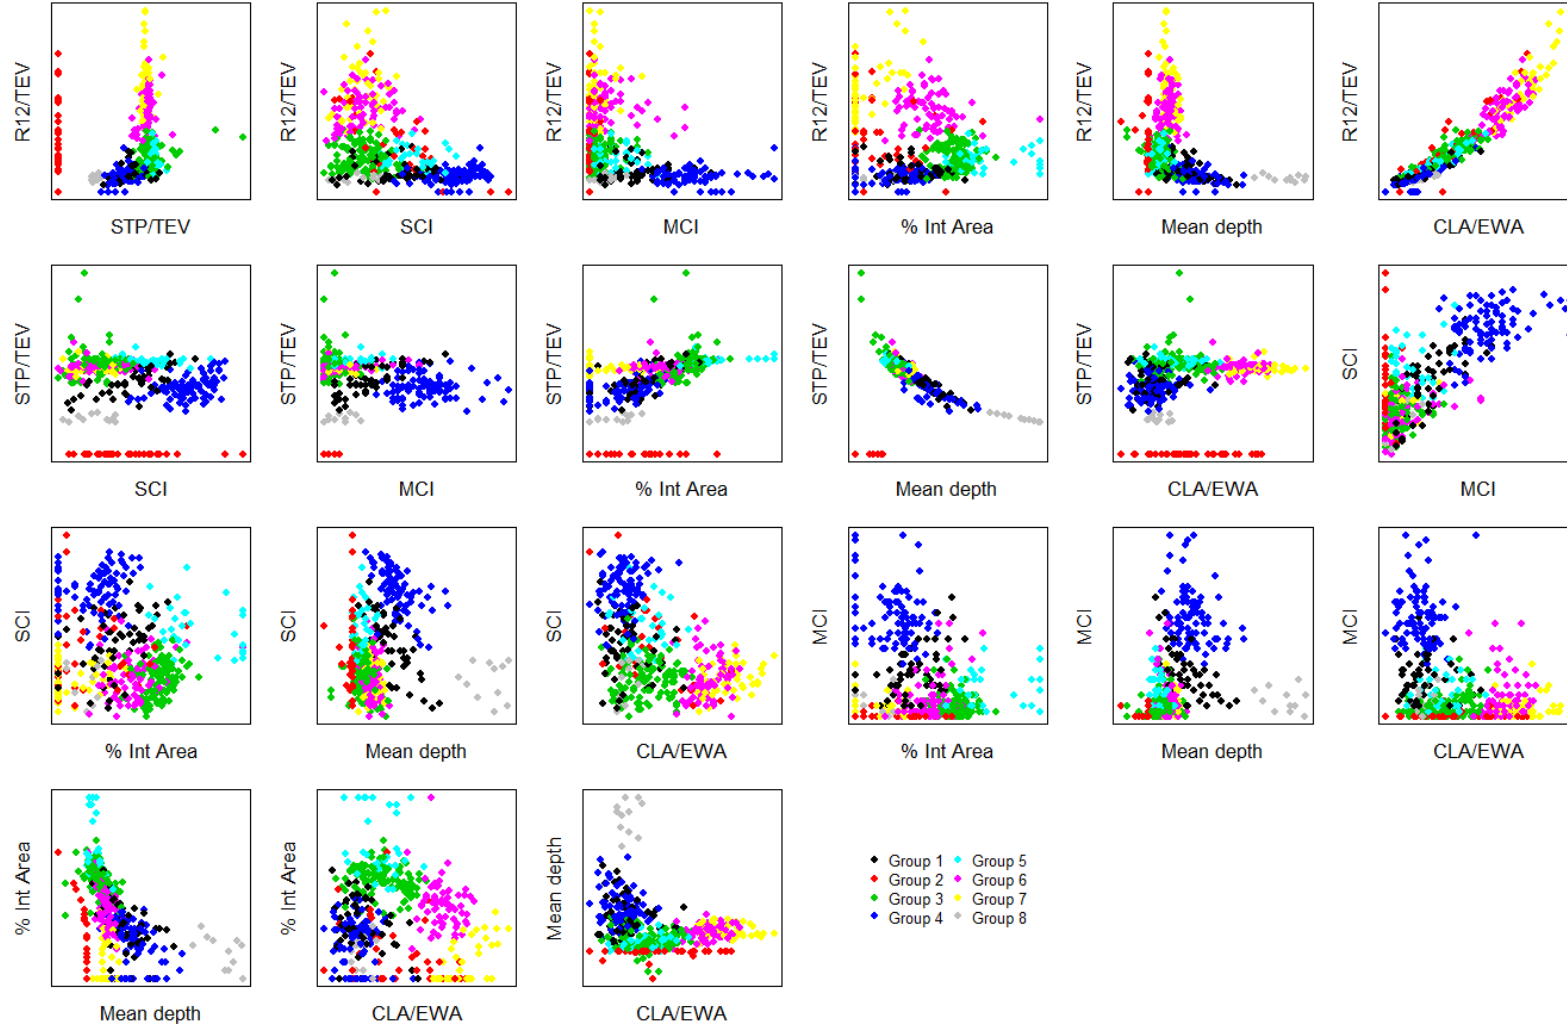 R12/TEV
STP/TEV
R12/TEV
SCI
R12/TEV
MCI
R12/TEV
% Int Area
R12/TEV
Mean depth
R12/TEV
CLA/EWA
STP/TEV
SCI
STP/TEV
MCI
STP/TEV
% Int Area
STP/TEV
Mean depth
STP/TEV
CLA/EWA
SCI
MCI
SCI
% Int Area
SCI
Mean depth
SCI
CLA/EWA
MCI
% Int Area
MCI
Mean depth
MCI
CLA/EWA
% Int Area
Mean depth
% Int Area
CLA/EWA
Mean depth
CLA/EWA
Group 1 Group 5
Group 2 Group 6
Group 3 Group 7
Group 4 Group 8